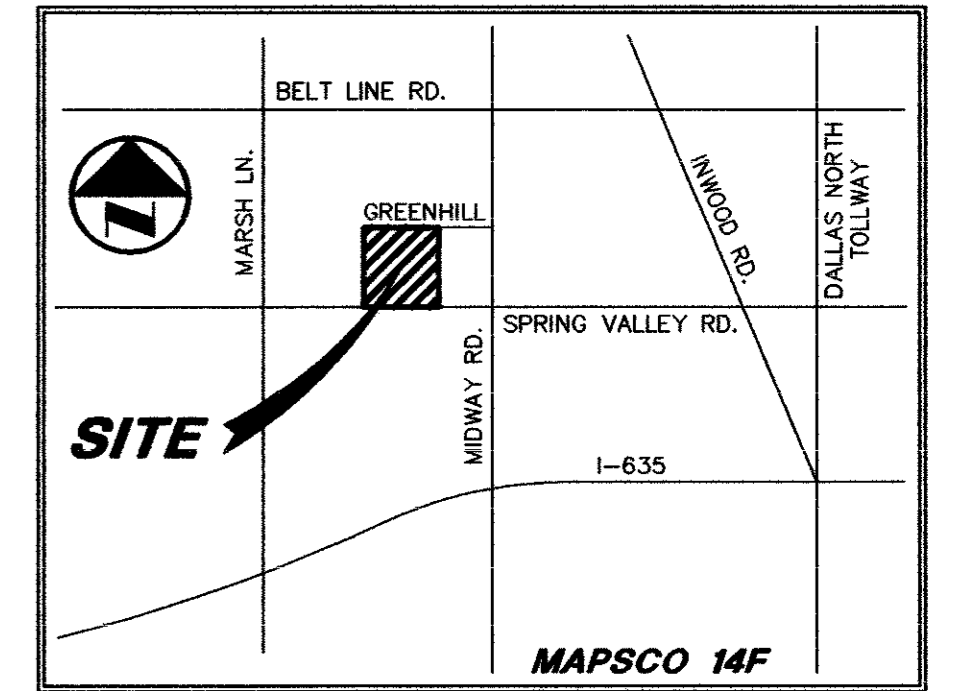 BELT LINE RD.
MARSH LN.
GREENHILL
INWOOD RD.
DALLAS NORTH
TOLLWAY
SPRING VALLEY RD.
MIDWAY RD.
SITE
I-635
MAPSCO 14F